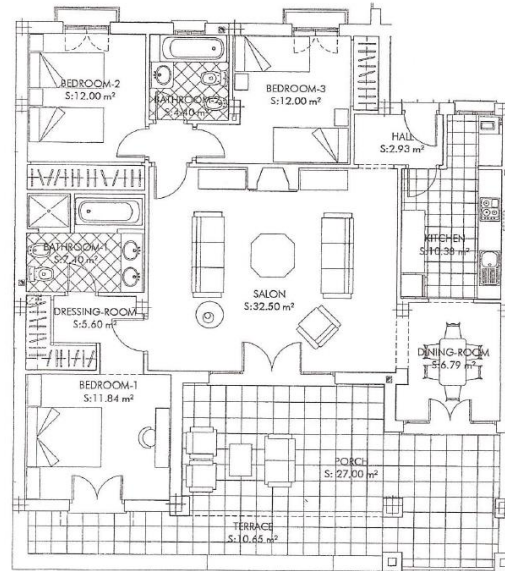 BEDROOM-2
S:12.00 m²
BATHROOM-2
S:4.40 m²
BEDROOM-3
S:12.00 m²
HALL
S:2.93 m²
KITCHEN
S:10.38 m²
BATHROOM-1
S:7.40 m²
SALON
S:32.50 m²
DRESSING-ROOM
S:5.60 m²
DINING-ROOM
S:6.79 m²
BEDROOM-1
S:11.84 m²
PORCH
S: 27.00 m²
TERRACE
S:10.65 m²